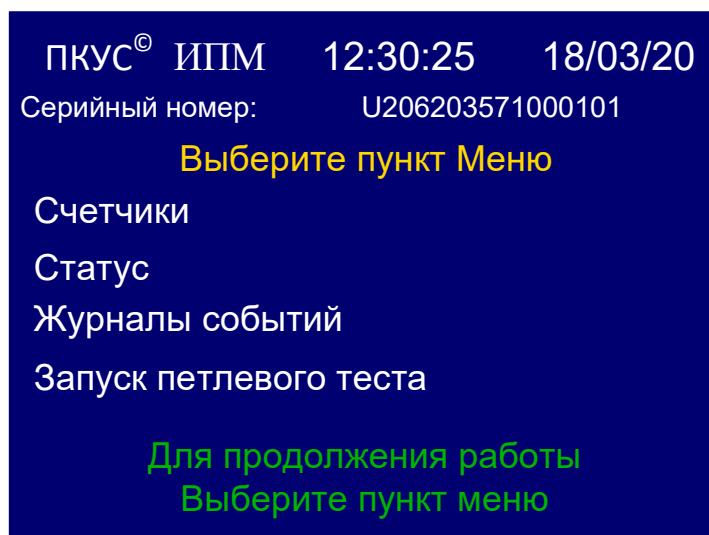 ПКУС© ИПМ 12:30:25 18/03/20
Серийный номер: U206203571000101
Выберите пункт Меню
Счетчики
Статус
Журналы событий
Запуск петлевого теста
Для продолжения работы
Выберите пункт меню